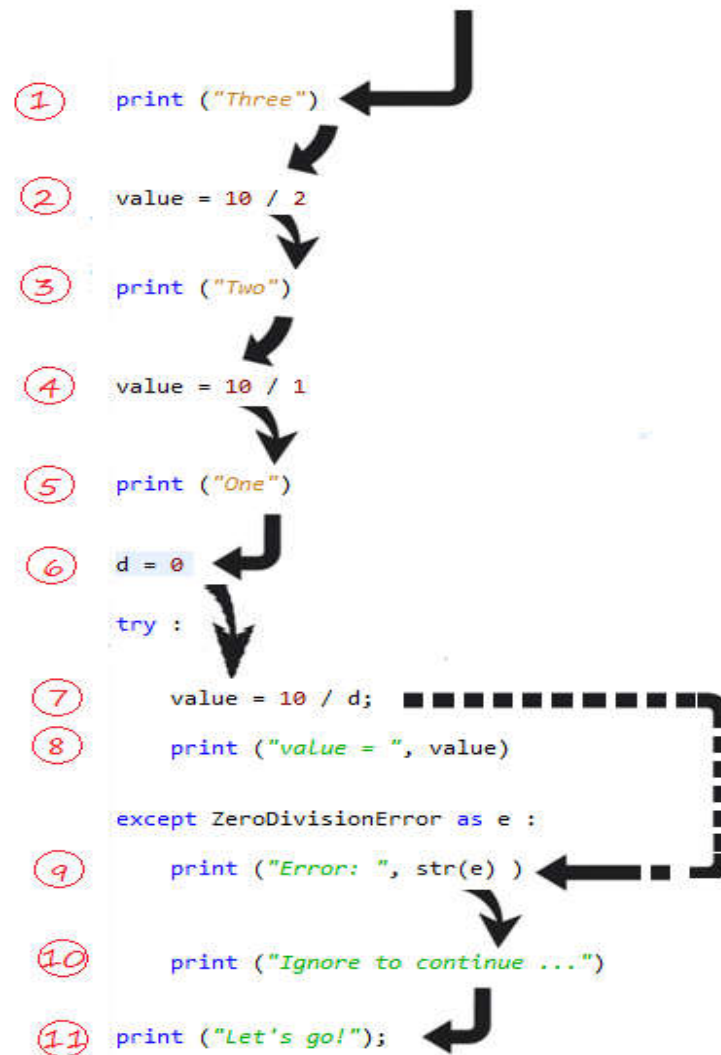 1 print ("Three")
2 value = 10 / 2
3 print ("Two")
4 value = 10 / 1
5 print ("One")
6 d = 0
try :
7 value = 10 / d;
8 print ("value = ", value)
except ZeroDivisionError as e :
9 print ("Error: ", str(e) )
10 print ("Ignore to continue ...")
11 print ("Let's go!");